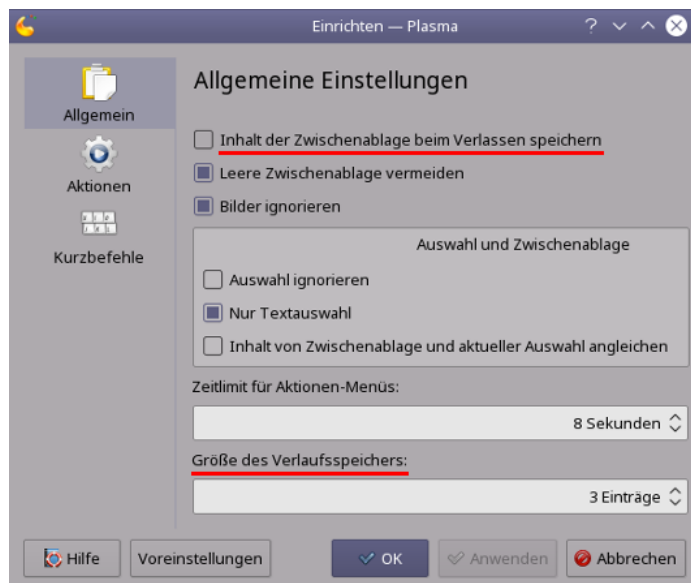 Einrichten — Plasma
Allgemein
Aktionen
Kurzbefehle
Allgemeine Einstellungen
Inhalt der Zwischenablage beim Verlassen speichern
Leere Zwischenablage vermeiden
Bilder ignorieren
Auswahl und Zwischenablage
Auswahl ignorieren
Nur Textauswahl
Inhalt von Zwischenablage und aktueller Auswahl angleichen
Zeitlimit für Aktionen-Menüs:
8 Sekunden
Größe des Verlaufsspeichers:
3 Einträge
Hilfe Voreinstellungen OK Anwenden Abbrechen